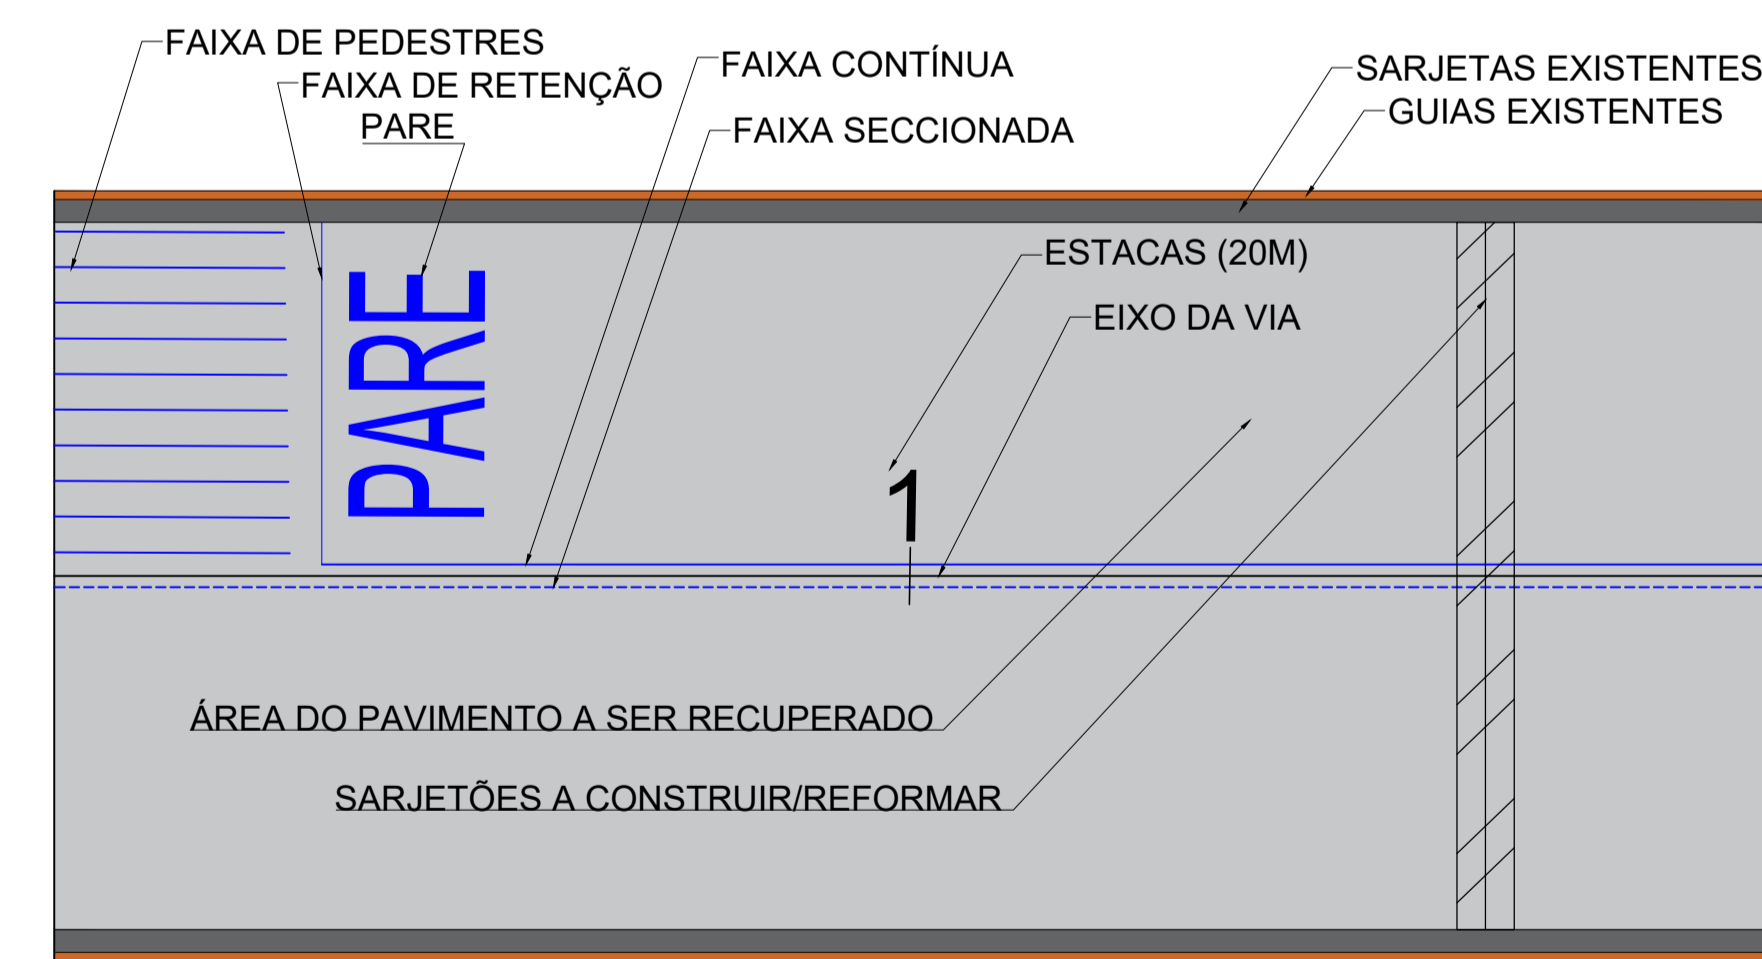 FAIXA DE PEDESTRES
FAIXA DE RETENÇÃO
PARE
FAIXA CONTÍNUA
FAIXA SECCIONADA
SARJETAS EXISTENTES
GUIAS EXISTENTES
PARE
ESTACAS (20M)
EIXO DA VIA
1
ÁREA DO PAVIMENTO A SER RECUPERADO
SARJETÕES A CONSTRUIR/REFORMAR